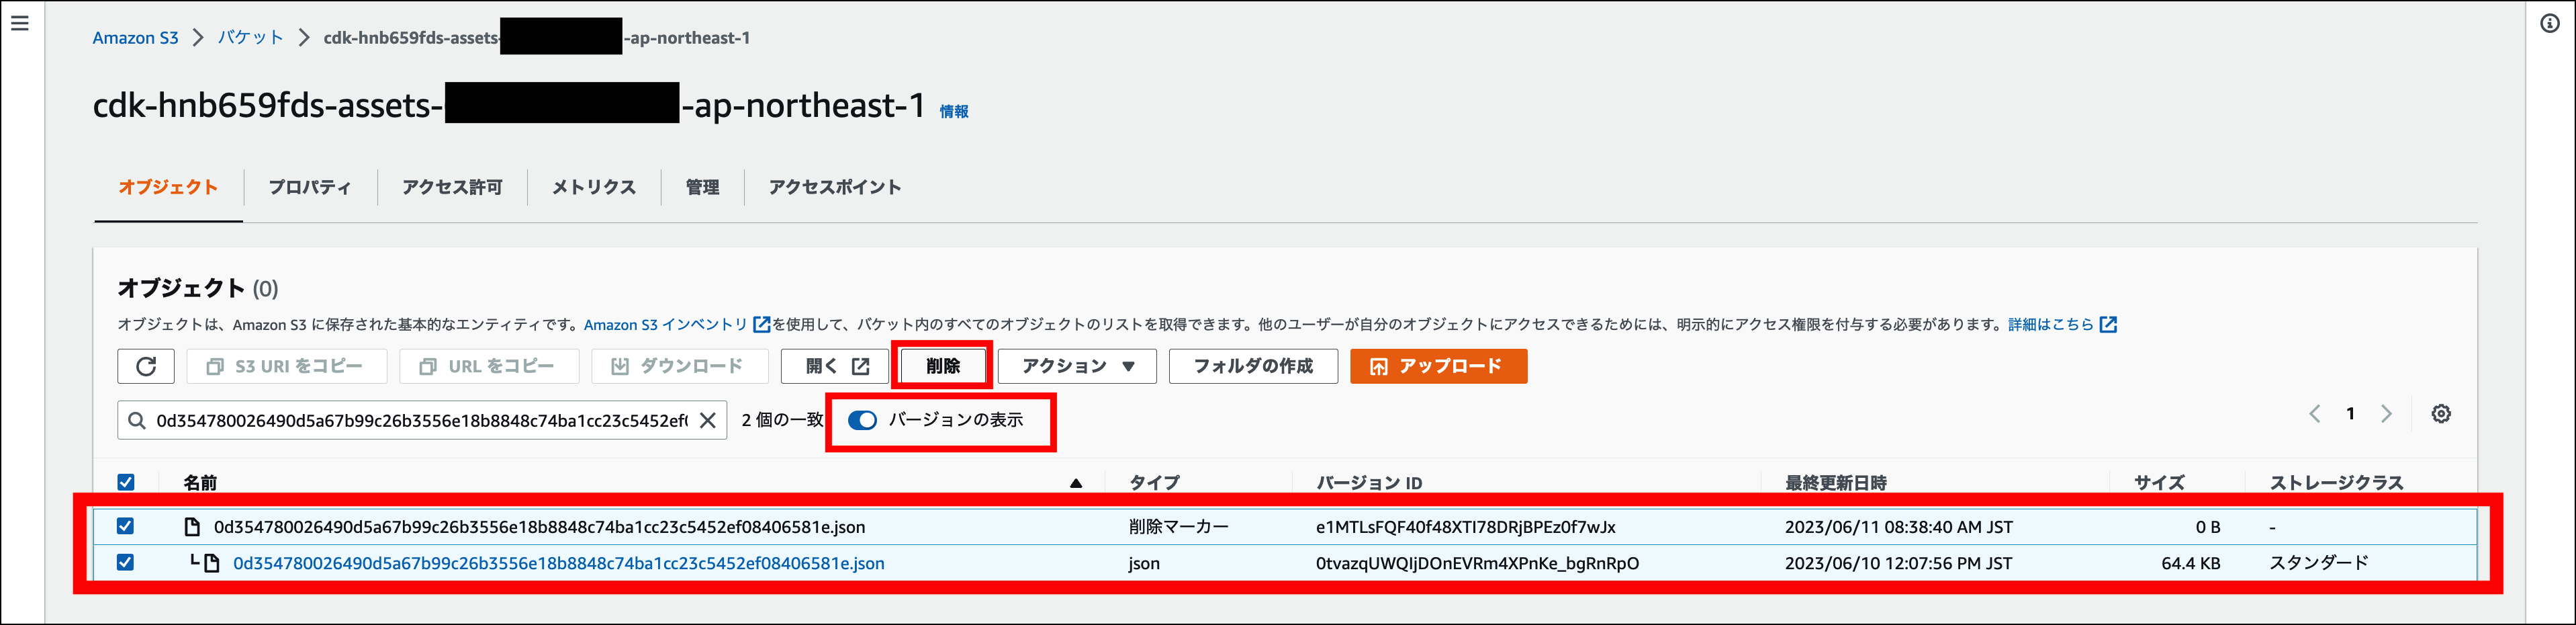 Amazon S3 > バケット > cdk-hnb659fds-assets- -ap-northeast-1
cdk-hnb659fds-assets- -ap-northeast-1 情報
オブジェクト プロパティ アクセス許可 メトリクス 管理 アクセスポイント
オブジェクト (0)
オブジェクトは、Amazon S3 に保存された基本的なエンティティです。Amazon S3 インベントリ を使用して、バケット内のすべてのオブジェクトのリストを取得できます。他のユーザーが自分のオブジェクトにアクセスできるためには、明示的にアクセス権限を付与する必要があります。詳細はこちら
S3 URI をコピー URL をコピー ダウンロード 開く 削除 アクション ▼ フォルダの作成 アップロード
0d354780026490d5a67b99c26b3556e18b8848c74ba1cc23c5452ef 2 個の一致 バージョンの表示 1
名前 タイプ バージョン ID 最終更新日時 サイズ ストレージクラス
0d354780026490d5a67b99c26b3556e18b8848c74ba1cc23c5452ef08406581e.json 削除マーカー e1MTLsFQF40f48XTI78DRjBPEz0f7wJx 2023/06/11 08:38:40 AM JST 0 B -
0d354780026490d5a67b99c26b3556e18b8848c74ba1cc23c5452ef08406581e.json json 0tvazqUWQIjDOnEVRm4XPnKe_bgRnRpO 2023/06/10 12:07:56 PM JST 64.4 KB スタンダード